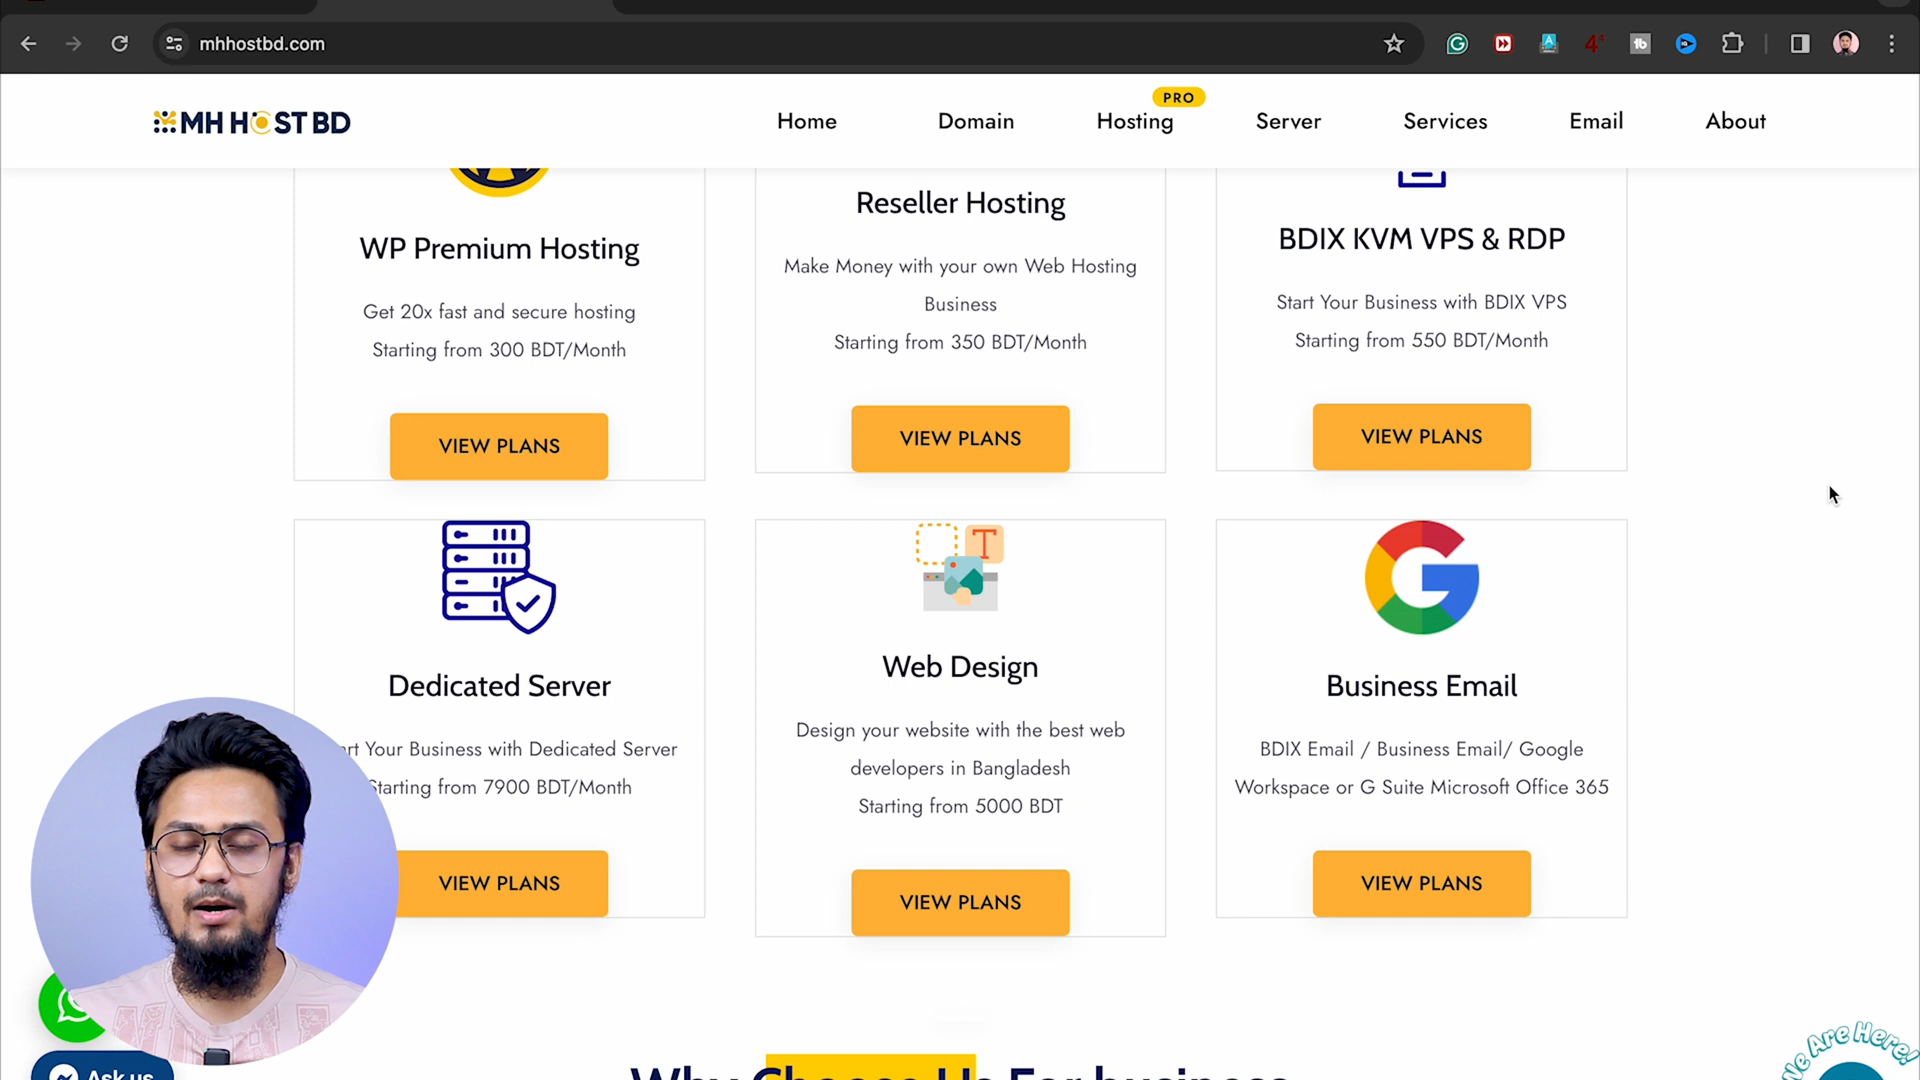 mhhostbd.com
MH HOST BD
Home
Domain
Hosting
PRO
Server
Services
Email
About
WP Premium Hosting
Get 20x fast and secure hosting
Starting from 300 BDT/Month
VIEW PLANS
Reseller Hosting
Make Money with your own Web Hosting
Business
Starting from 350 BDT/Month
VIEW PLANS
BDIX KVM VPS & RDP
Start Your Business with BDIX VPS
Starting from 550 BDT/Month
VIEW PLANS
Dedicated Server
Your Business with Dedicated Server
Starting from 7900 BDT/Month
VIEW PLANS
T
Web Design
Design your website with the best web
developers in Bangladesh
Starting from 5000 BDT
VIEW PLANS
Business Email
BDIX Email / Business Email/ Google
Workspace or G Suite Microsoft Office 365
VIEW PLANS
Ask us
We Are Here!
Why Choose Us For business